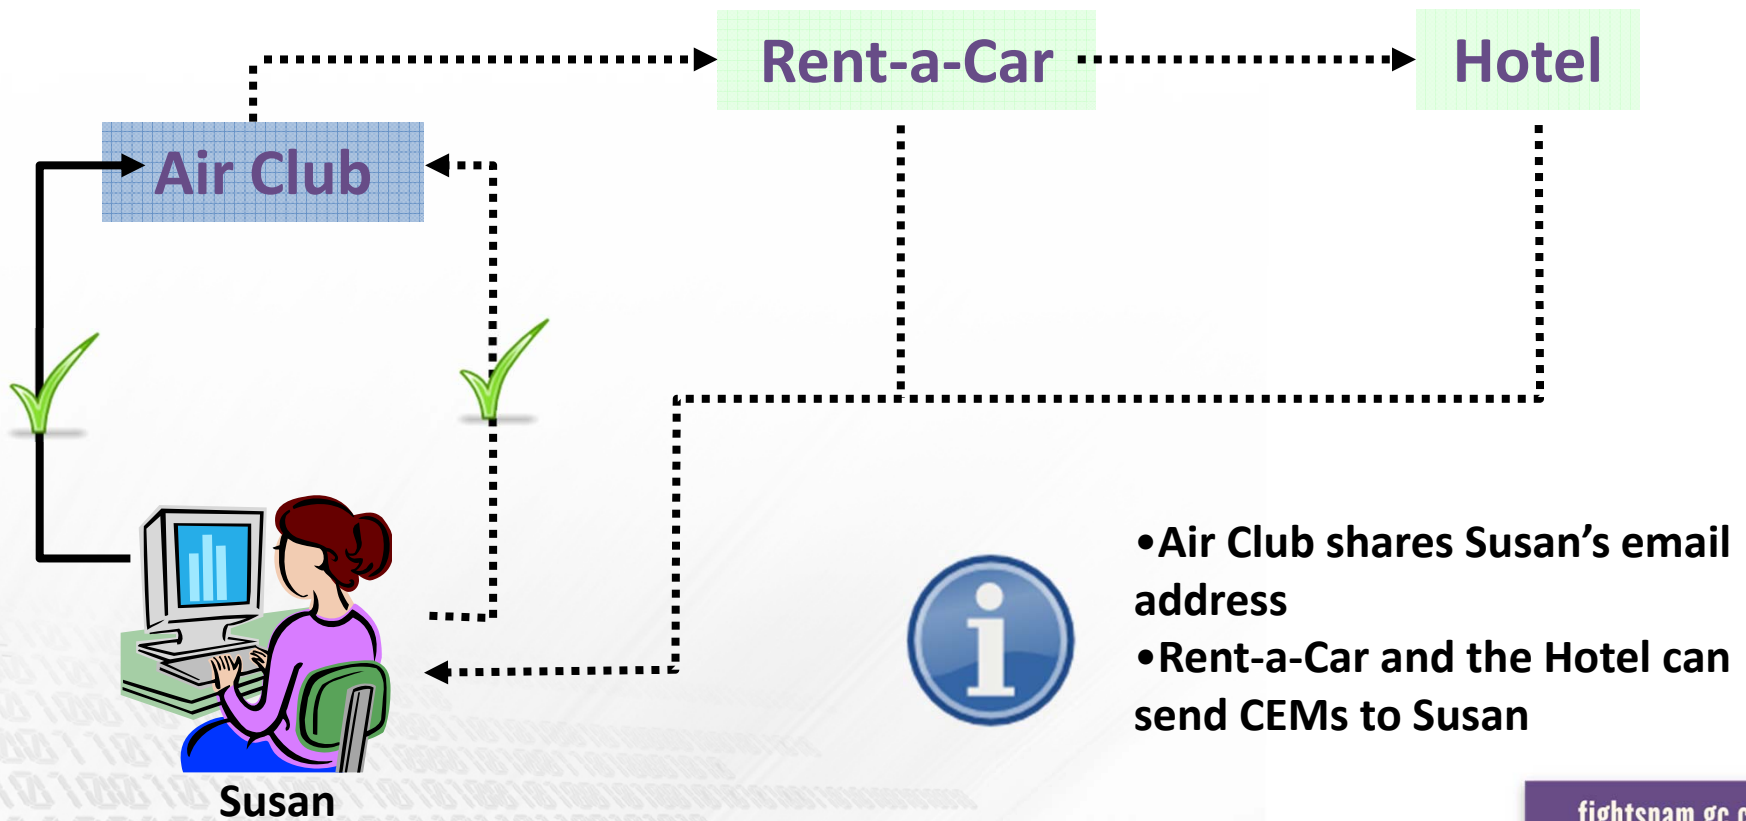 Rent-a-Car
Hotel
Air Club
•Air Club shares Susan’s email
address
•Rent-a-Car and the Hotel can
send CEMs to Susan
Susan